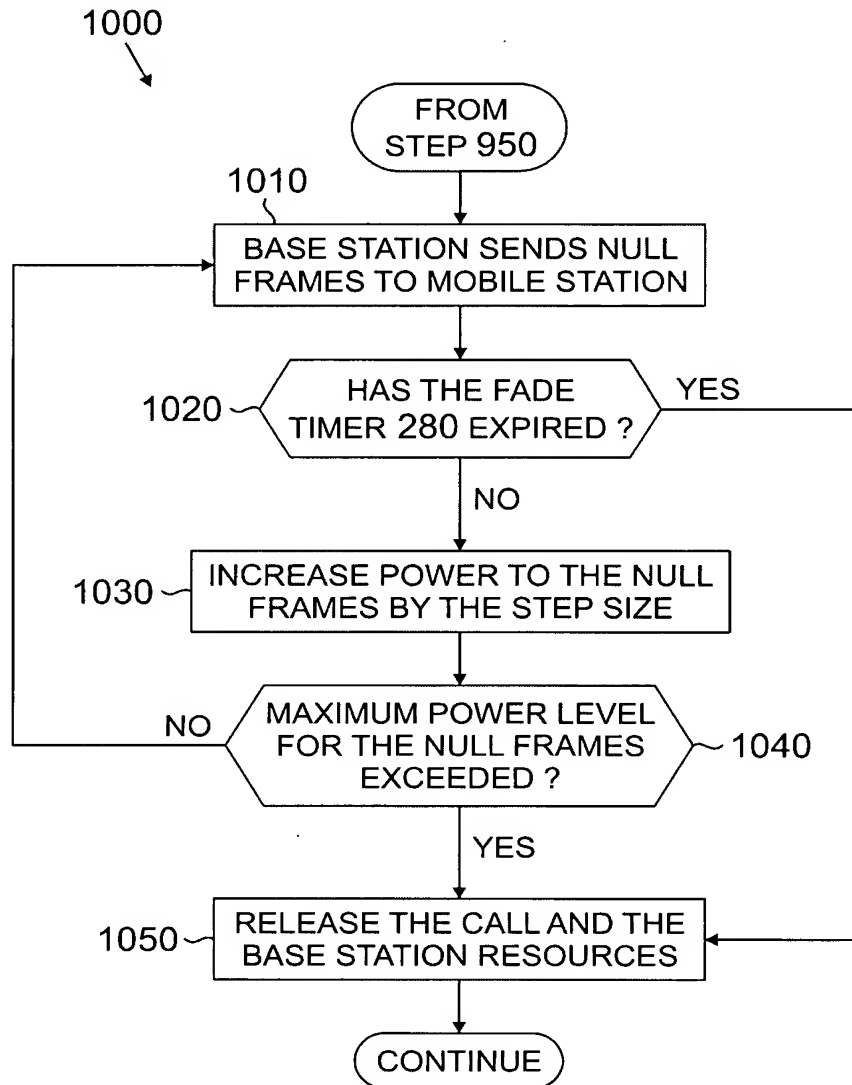 1000
FROM
STEP 950
1010
BASE STATION SENDS NULL
FRAMES TO MOBILE STATION
1020
HAS THE FADE
TIMER 280 EXPIRED ?
YES
NO
1030
INCREASE POWER TO THE NULL
FRAMES BY THE STEP SIZE
NO
MAXIMUM POWER LEVEL
FOR THE NULL FRAMES
EXCEEDED ?
1040
YES
1050
RELEASE THE CALL AND THE
BASE STATION RESOURCES
CONTINUE